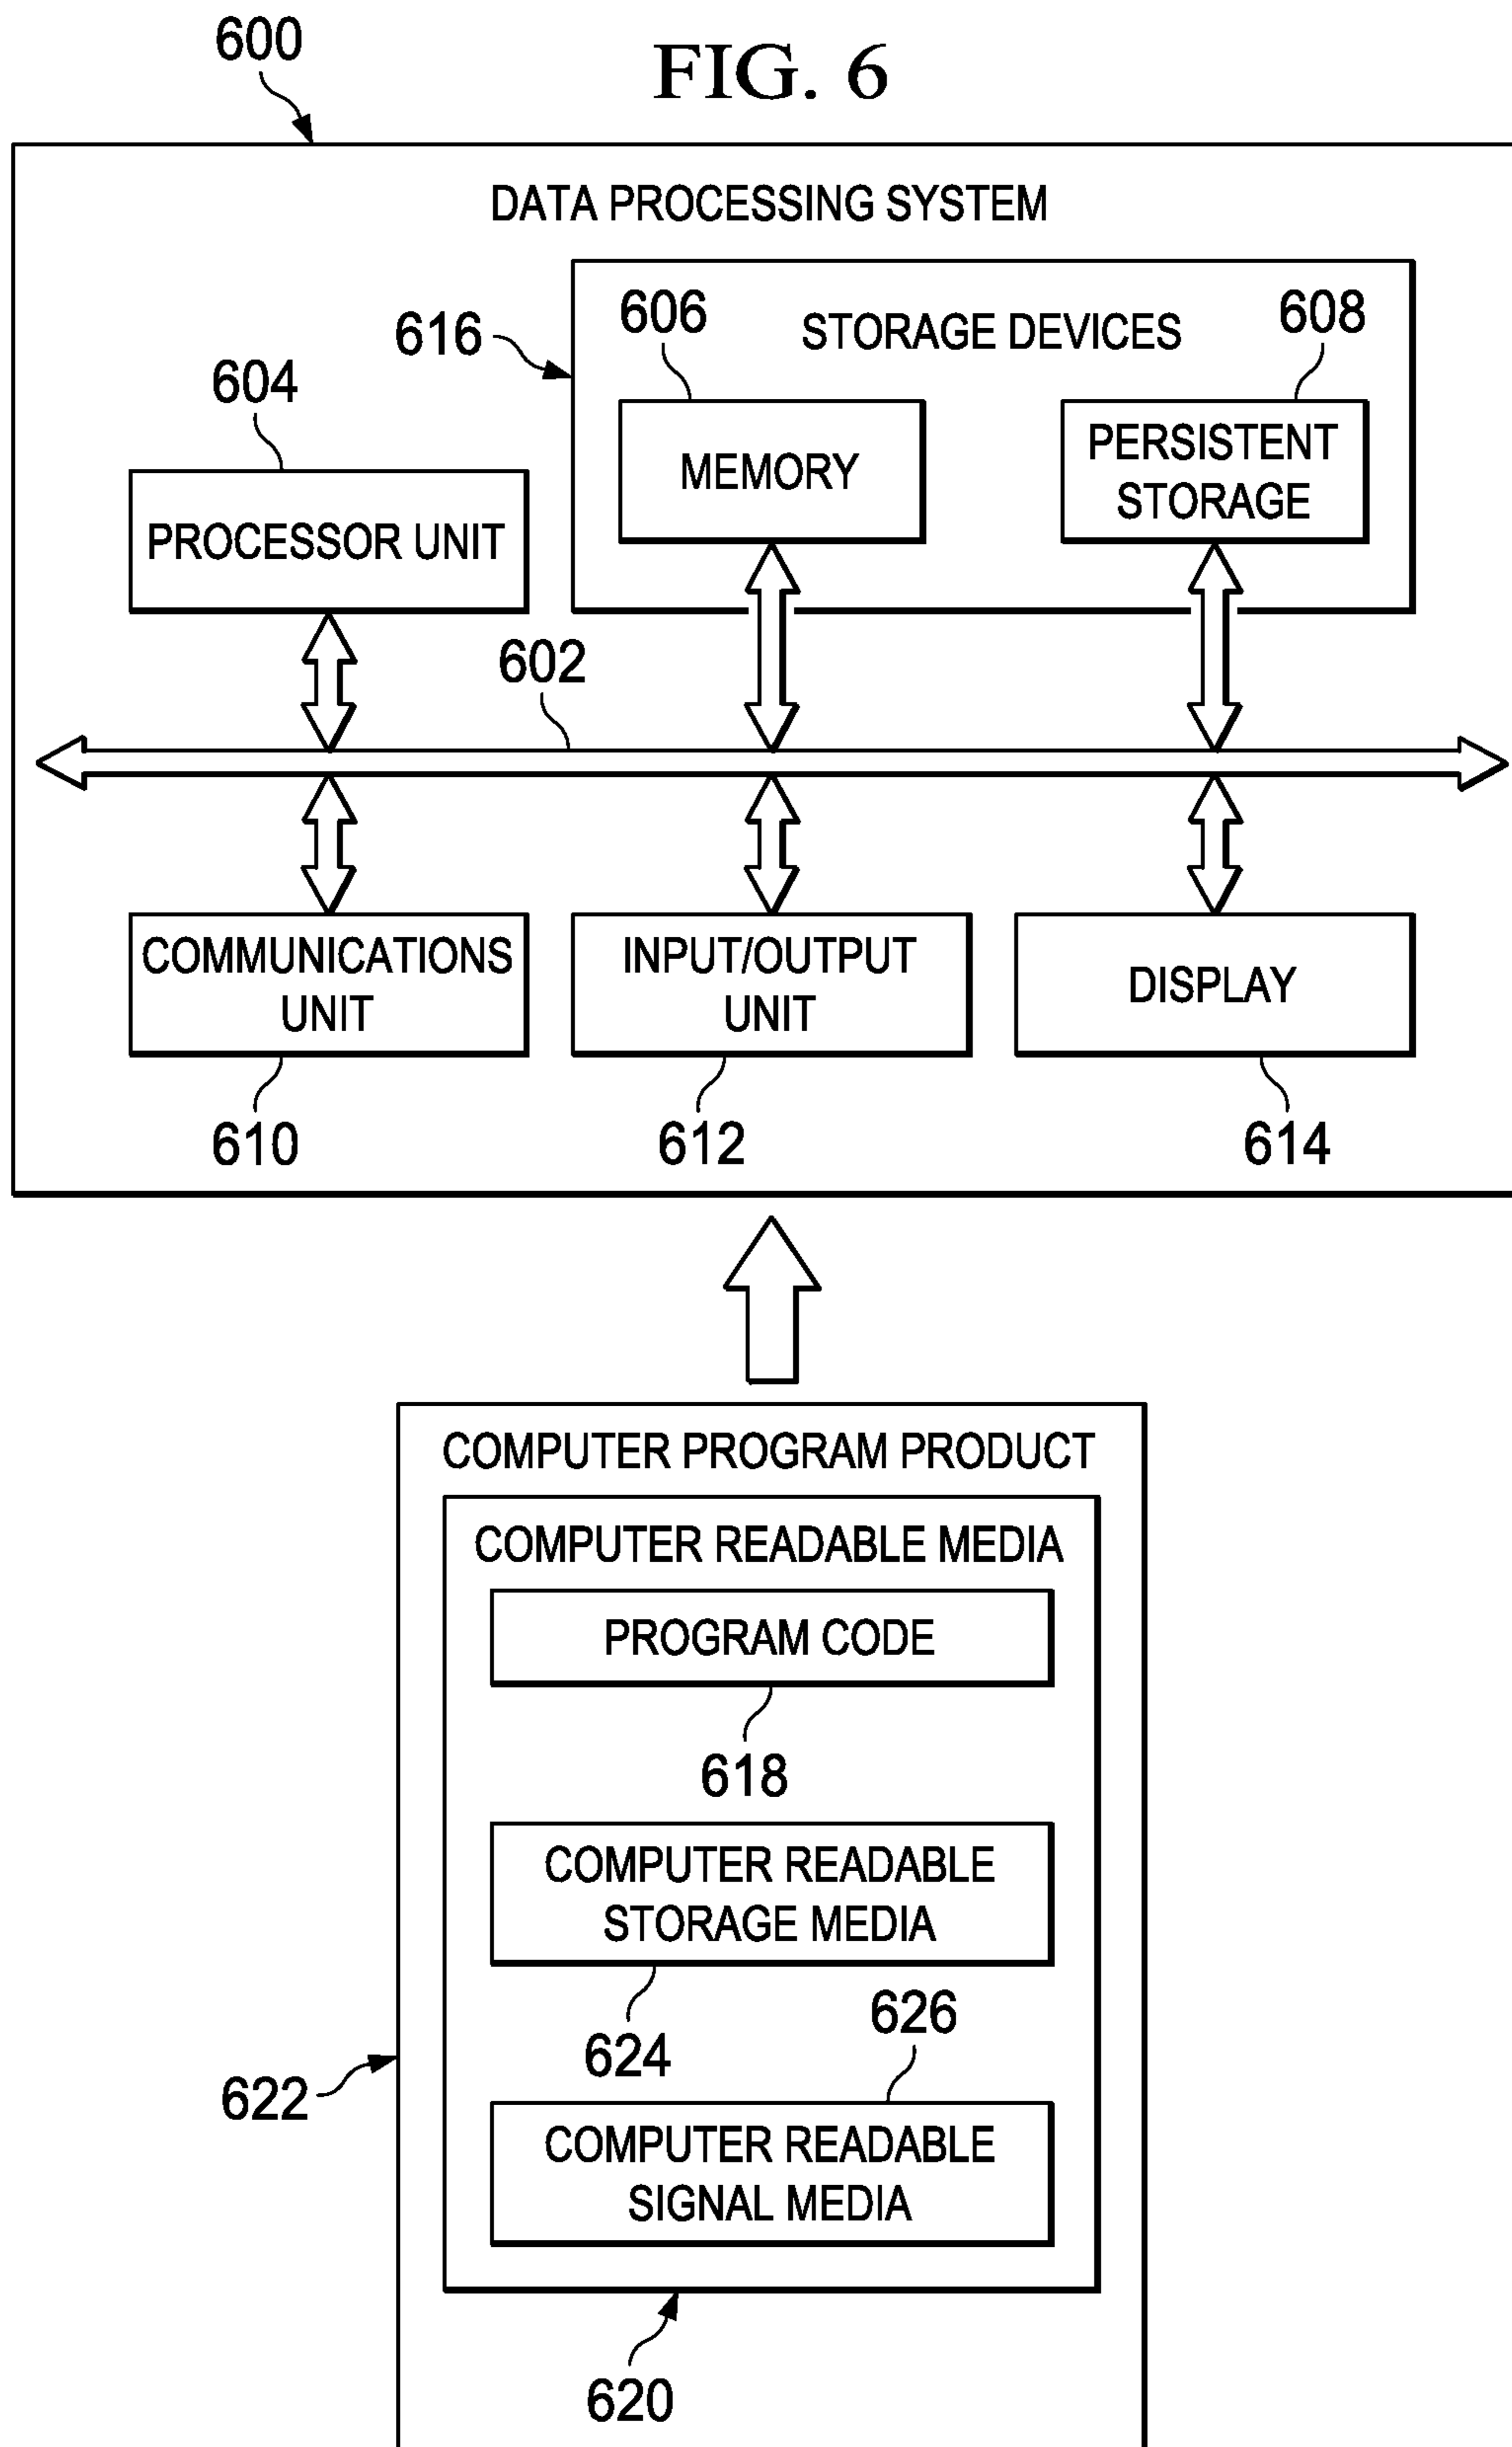 600
FIG. 6
DATA PROCESSING SYSTEM
616
606
STORAGE DEVICES
608
604
MEMORY
PERSISTENT
STORAGE
PROCESSOR UNIT
602
COMMUNICATIONS
UNIT
INPUT/OUTPUT
UNIT
DISPLAY
610
612
614
COMPUTER PROGRAM PRODUCT
COMPUTER READABLE MEDIA
PROGRAM CODE
618
COMPUTER READABLE
STORAGE MEDIA
624
626
622
COMPUTER READABLE
SIGNAL MEDIA
620